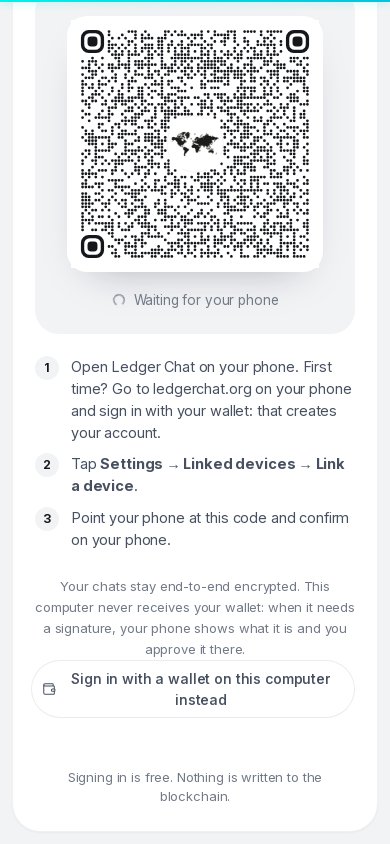 Waiting for your phone
1 Open Ledger Chat on your phone. First
time? Go to ledgerchat.org on your phone
and sign in with your wallet: that creates
your account.
2 Tap Settings → Linked devices → Link
a device.
3 Point your phone at this code and confirm
on your phone.
Your chats stay end-to-end encrypted. This
computer never receives your wallet: when it needs
a signature, your phone shows what it is and you
approve it there.
Sign in with a wallet on this computer
instead
Signing in is free. Nothing is written to the
blockchain.